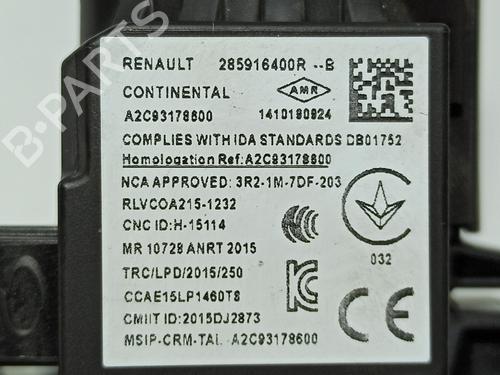 B-PARTS
RENAULT 285916400R --B
CONTINENTAL AMR
A2C93178600 1410180924
COMPLIES WITH IDA STANDARDS DB01752
Homologation Ref:A2C93178600
NCA APPROVED: 3R2-1M-7DF-203
RLVCOA215-1232
CNC ID:H-15114
MR 10728 ANRT 2015
032
TRC/LPD/2015/250
CCAE15LP1460T8
CMIIT ID:2015DJ2873
MSIP-CRM-TAL A2C93178600
CE